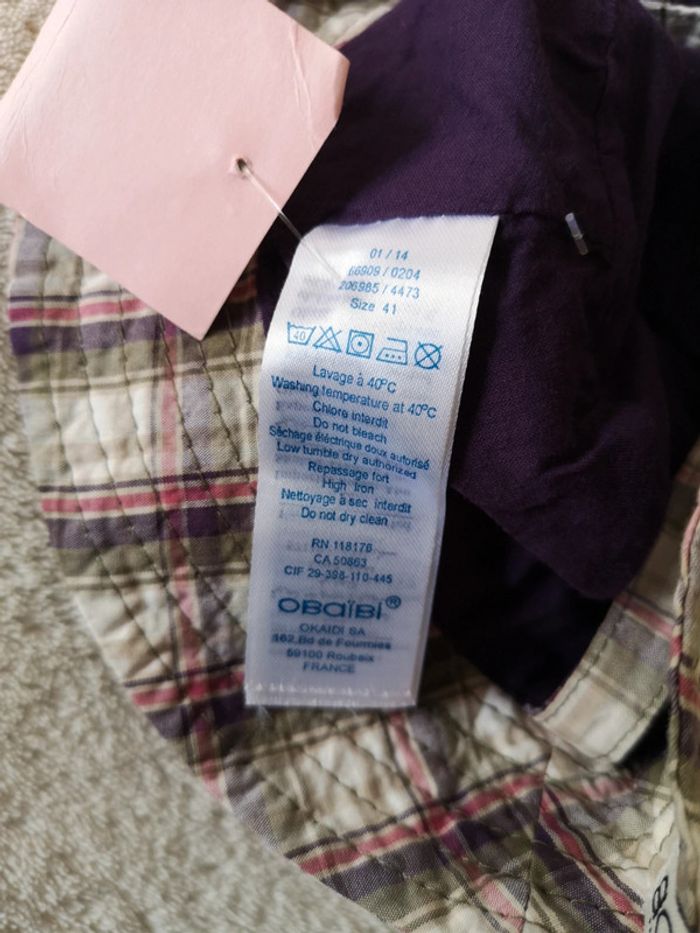 01 / 14
66909 / 0204
206985 / 4473
Size 41
40
Lavage à 40°C
Washing temperature at 40°C
Chlore interdit
Do not bleach
Séchage éléctrique doux autorisé
Low tumble dry authorized
Repassage fort
High Iron
Nettoyage à sec interdit
Do not dry clean
RN 118176
CA 50863
CIF 29-398-110-445
OBaïBi®
OKAIDI SA
162,Bd de Fourmies
59100 Roubaix
FRANCE